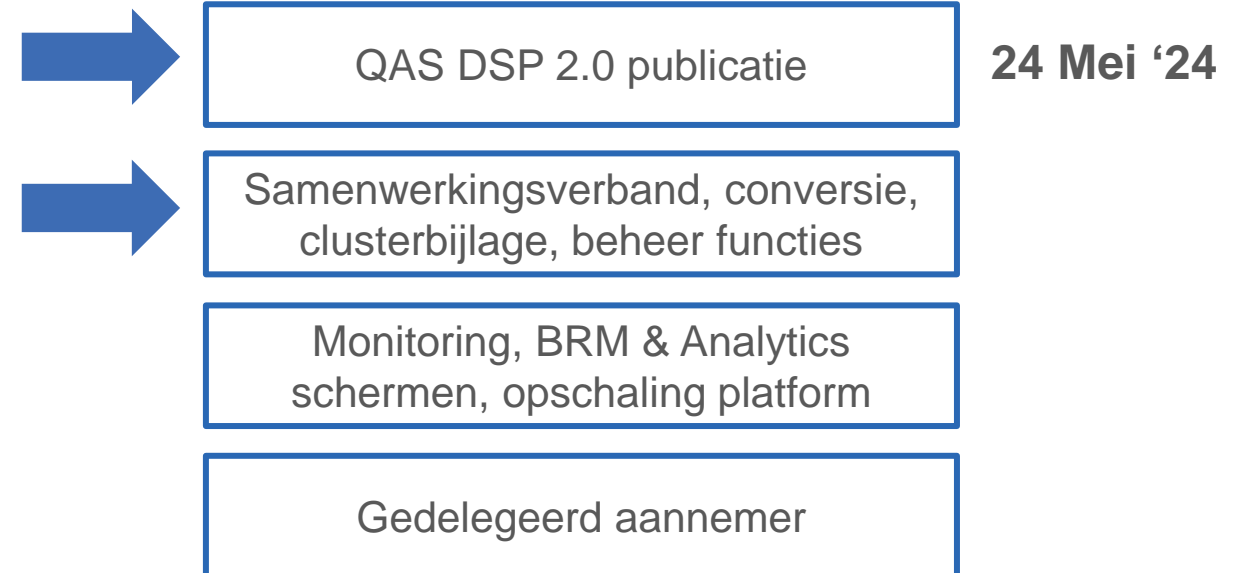 QAS DSP 2.0 publicatie
24 Mei ‘24
Samenwerkingsverband, conversie,
clusterbijlage, beheer functies
Monitoring, BRM & Analytics
schermen, opschaling platform
Gedelegeerd aannemer